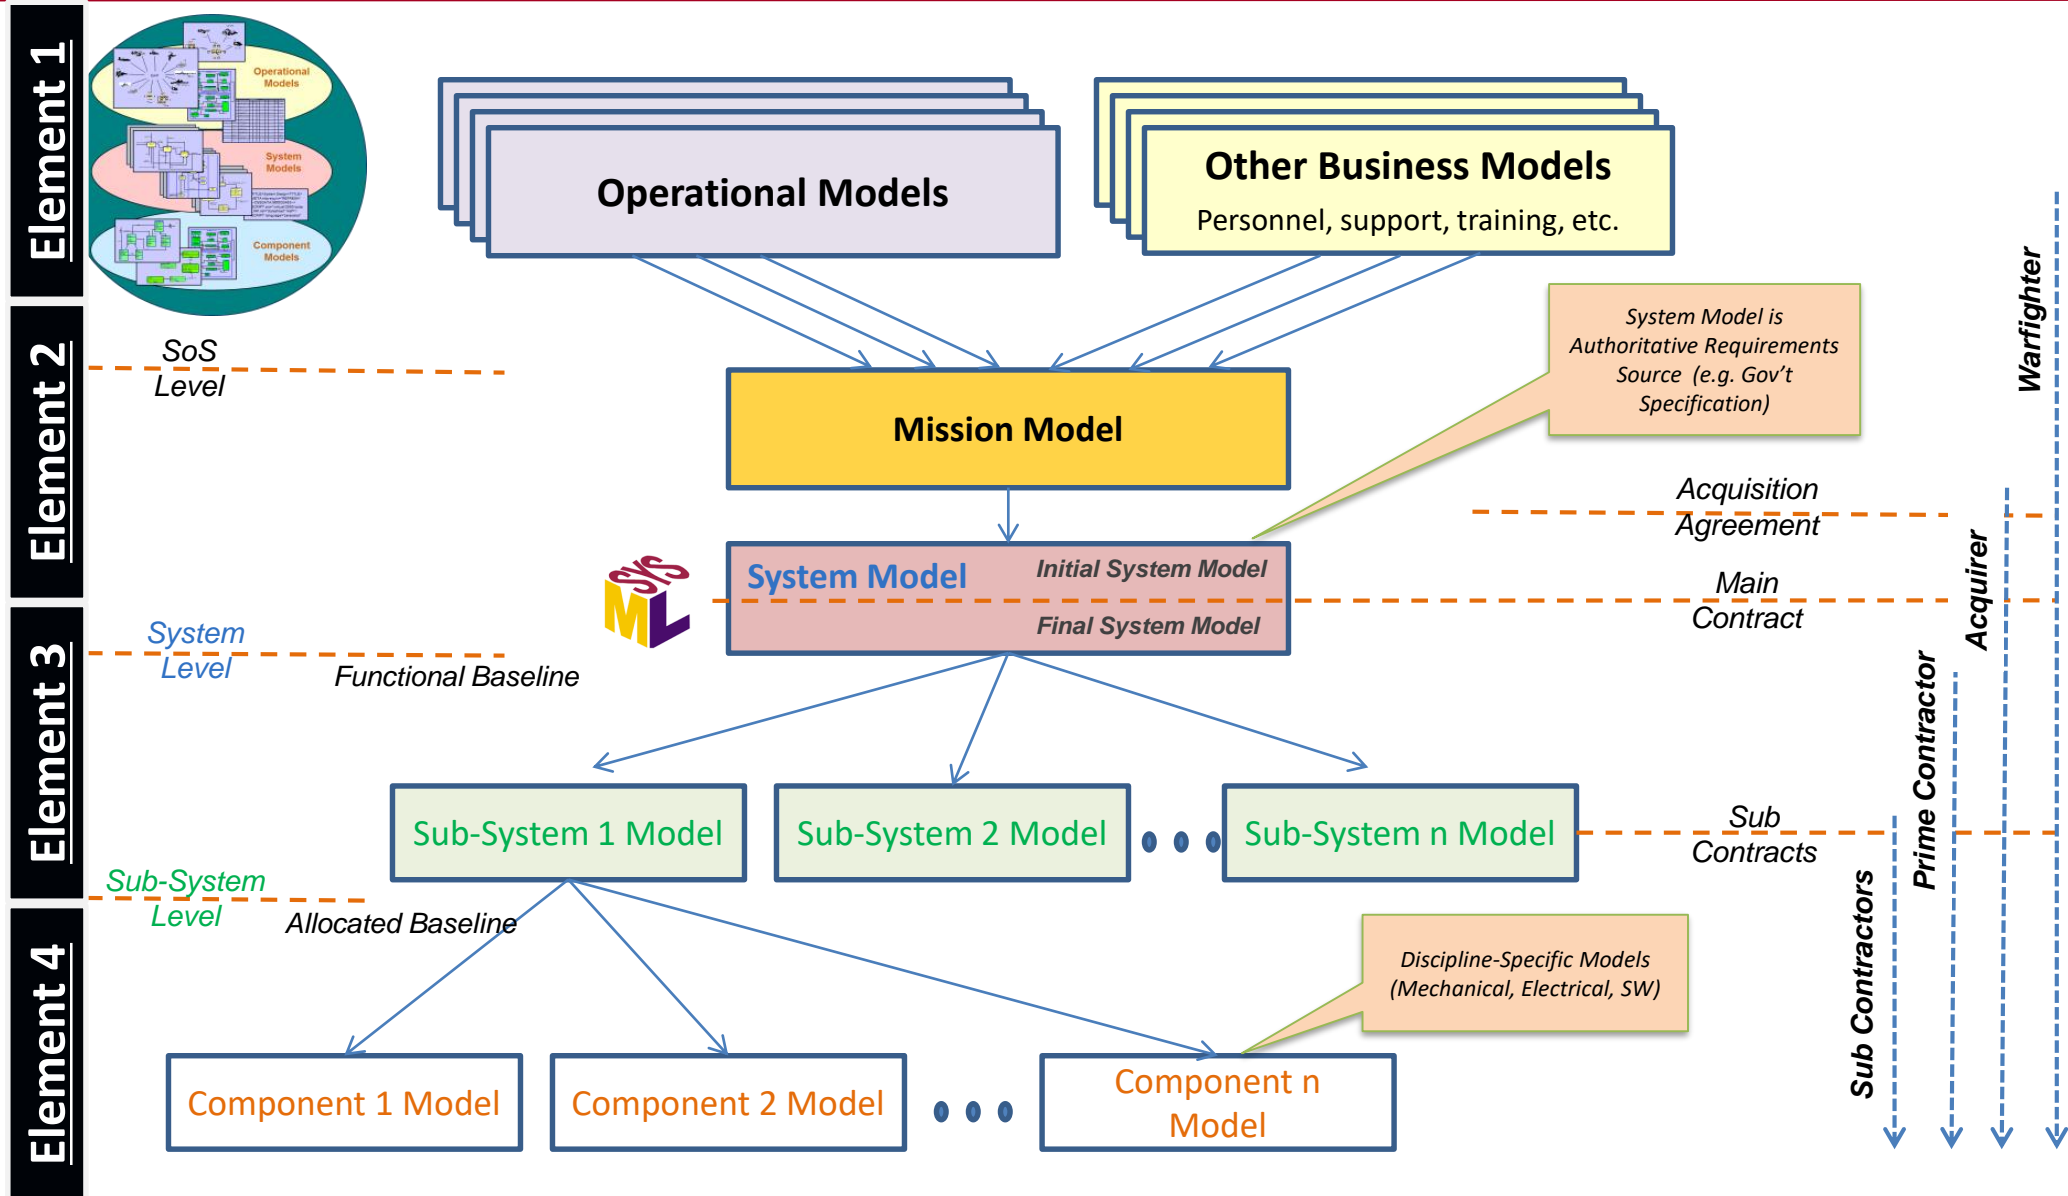 Element 1
Element 2
Element 3
Element 4
Operational
Models
System
Models
Component
Models
Operational Models
Other Business Models
Personnel, support, training, etc.
SoS
Level
Mission Model
System Model is
Authoritative Requirements
Source (e.g. Gov't
Specification)
Warfighter
Acquisition
Agreement
SYS
ML
System Model
Initial System Model
Final System Model
Main
Contract
Acquirer
System
Level
Functional Baseline
Prime Contractor
Sub-System 1 Model
Sub-System 2 Model
Sub-System n Model
Sub
Contracts
Sub-System
Level
Allocated Baseline
Sub Contractors
Discipline-Specific Models
(Mechanical, Electrical, SW)
Component 1 Model
Component 2 Model
Component n
Model